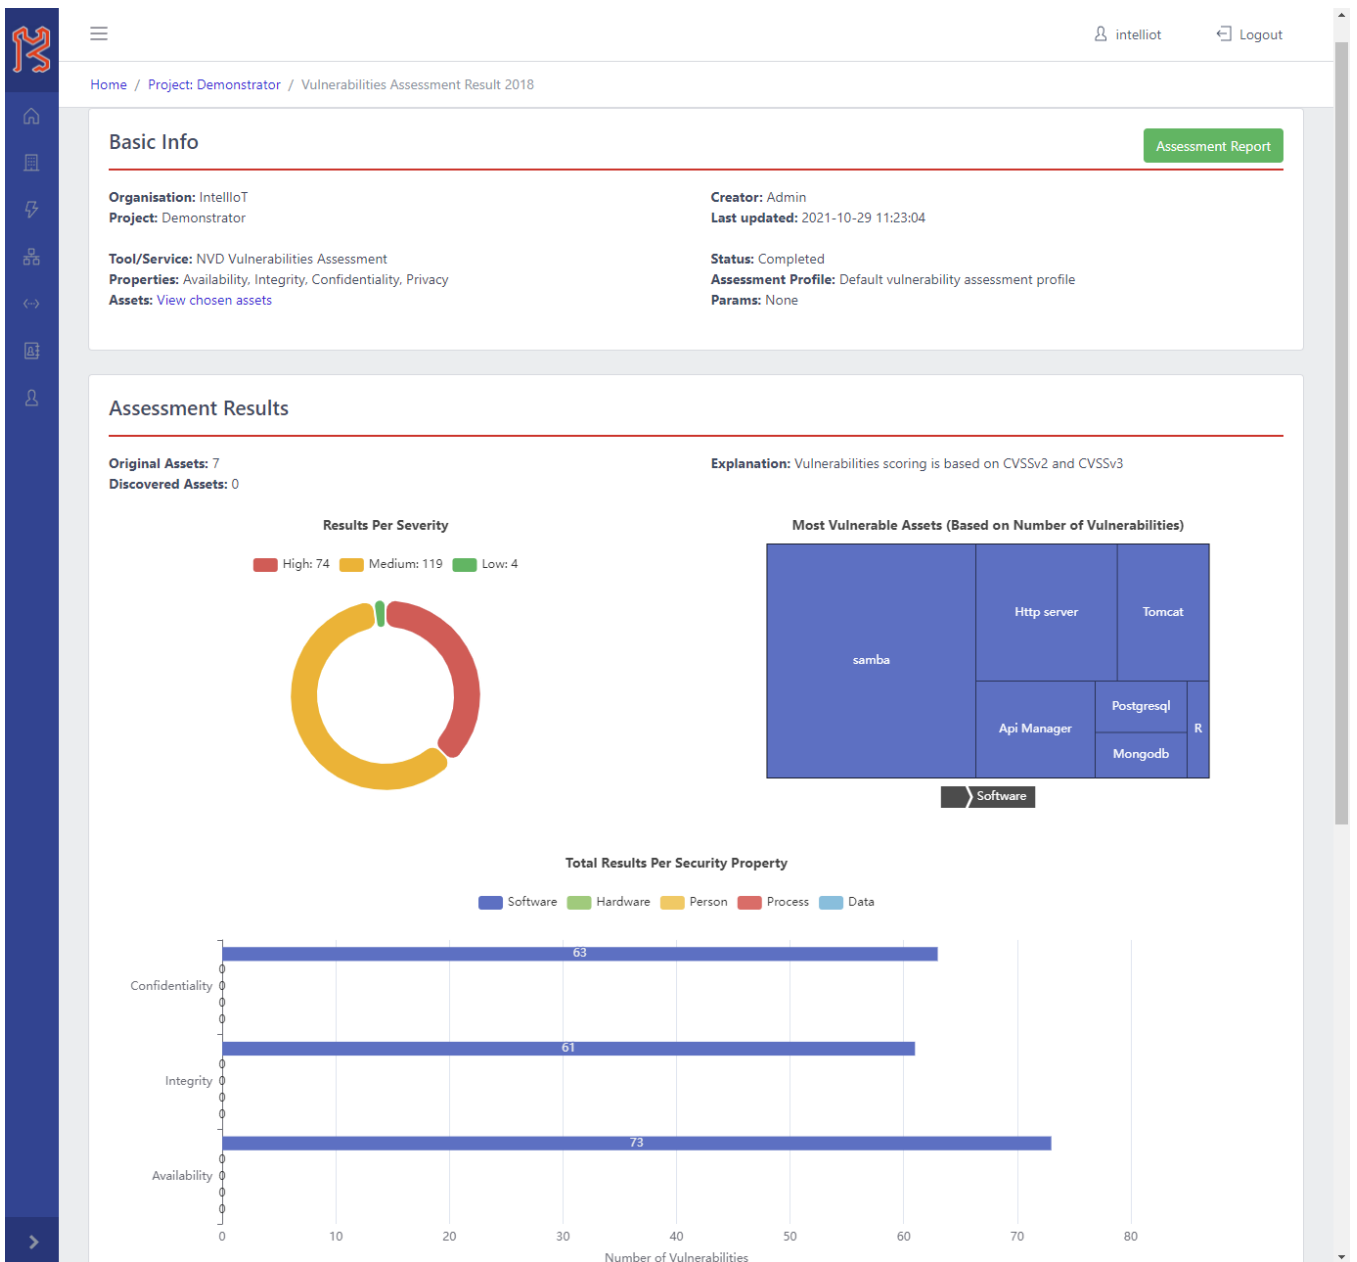 intelliot
Logout
Home / Project: Demonstrator / Vulnerabilities Assessment Result 2018
Basic Info
Assessment Report
Organisation: IntellIoT
Project: Demonstrator
Creator: Admin
Last updated: 2021-10-29 11:23:04
Tool/Service: NVD Vulnerabilities Assessment
Properties: Availability, Integrity, Confidentiality, Privacy
Assets: View chosen assets
Status: Completed
Assessment Profile: Default vulnerability assessment profile
Params: None
Assessment Results
Original Assets: 7
Discovered Assets: 0
Explanation: Vulnerabilities scoring is based on CVSSv2 and CVSSv3
Results Per Severity
High: 74 Medium: 119 Low: 4
Most Vulnerable Assets (Based on Number of Vulnerabilities)
samba
Http server
Tomcat
Api Manager
Postgresql
Mongodb
R
Software
Total Results Per Security Property
Software Hardware Person Process Data
Confidentiality
63
0
0
0
0
Integrity
61
0
0
0
0
Availability
73
0
0
0
0
0 10 20 30 40 50 60 70 80
Number of Vulnerabilities